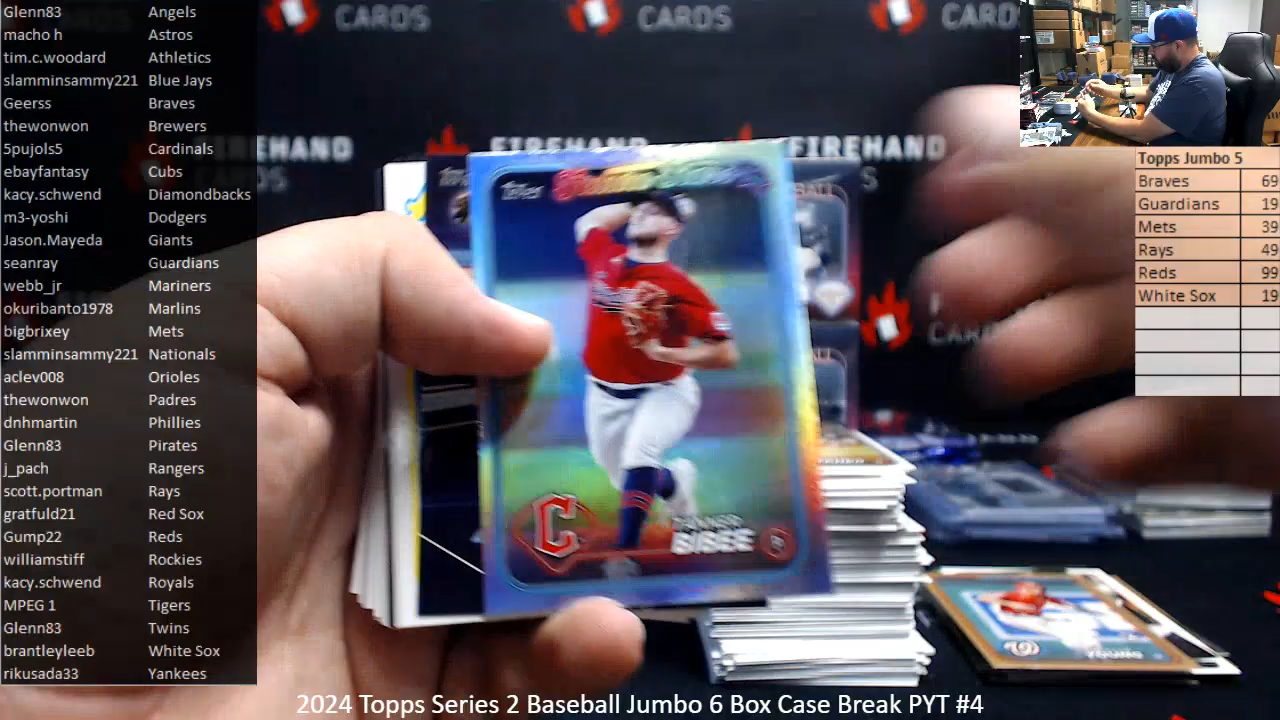 Glenn83 Angels
macho h Astros
tim.c.woodard Athletics
slamminsammy221 Blue Jays
Geerss Braves
thewonwon Brewers
5pujols5 Cardinals
ebayfantasy Cubs
kacy.schwend Diamondbacks
m3-yoshi Dodgers
Jason.Mayeda Giants
seanray Guardians
webb_jr Mariners
okuribanto1978 Marlins
bigbrixey Mets
slamminsammy221 Nationals
aclev008 Orioles
thewonwon Padres
dnhmartin Phillies
Glenn83 Pirates
j_pach Rangers
scott.portman Rays
gratfuld21 Red Sox
Gump22 Reds
williamstiff Rockies
kacy.schwend Royals
MPEG 1 Tigers
Glenn83 Twins
brantleyleeb White Sox
rikusada33 Yankees
CARDS
CARDS
CARD
FIREHAND
FIREHAND
REHAND
Topps
BIBEE
C
YOUNG
CARDS
Topps Jumbo 5
Braves 69
Guardians 19
Mets 39
Rays 49
Reds 99
White Sox 19
2024 Topps Series 2 Baseball Jumbo 6 Box Case Break PYT #4